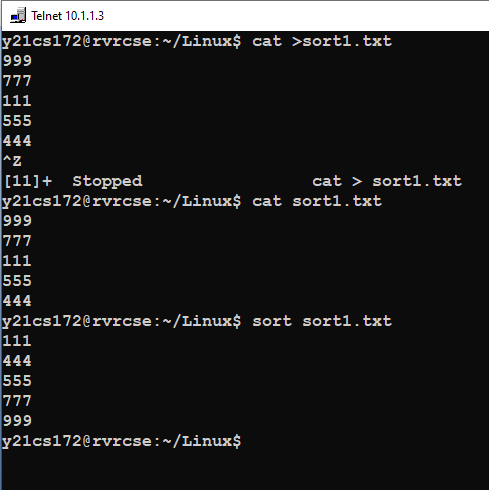 Telnet 10.1.1.3
y21cs172@rvrcse:~/Linux$ cat >sort1.txt
999
777
111
555
444
^Z
[11]+  Stopped                 cat > sort1.txt
y21cs172@rvrcse:~/Linux$ cat sort1.txt
999
777
111
555
444
y21cs172@rvrcse:~/Linux$ sort sort1.txt
111
444
555
777
999
y21cs172@rvrcse:~/Linux$